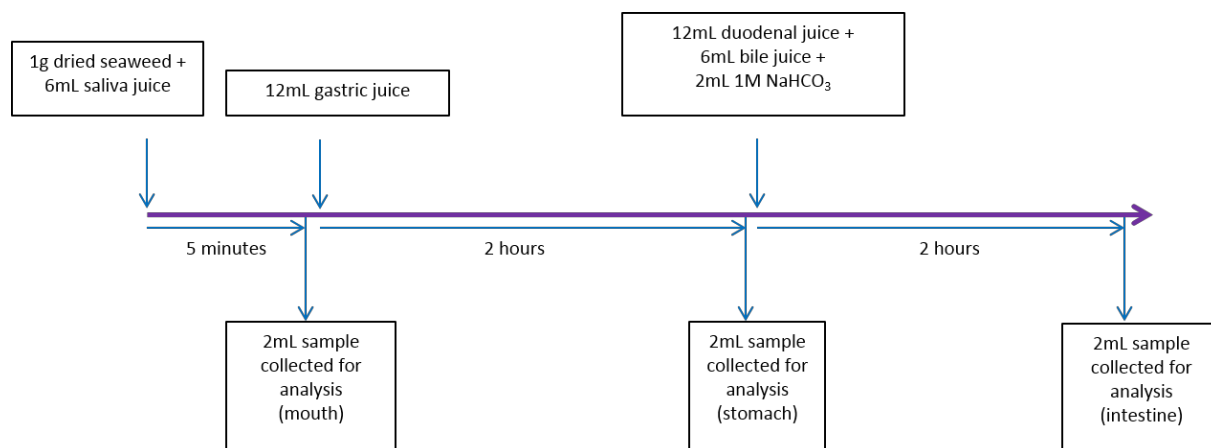 1g dried seaweed +
6mL saliva juice
12mL gastric juice
12mL duodenal juice +
6mL bile juice +
2mL 1M NaHCO₃
5 minutes
2 hours
2 hours
2mL sample
collected for
analysis
(mouth)
2mL sample
collected for
analysis
(stomach)
2mL sample
collected for
analysis
(intestine)